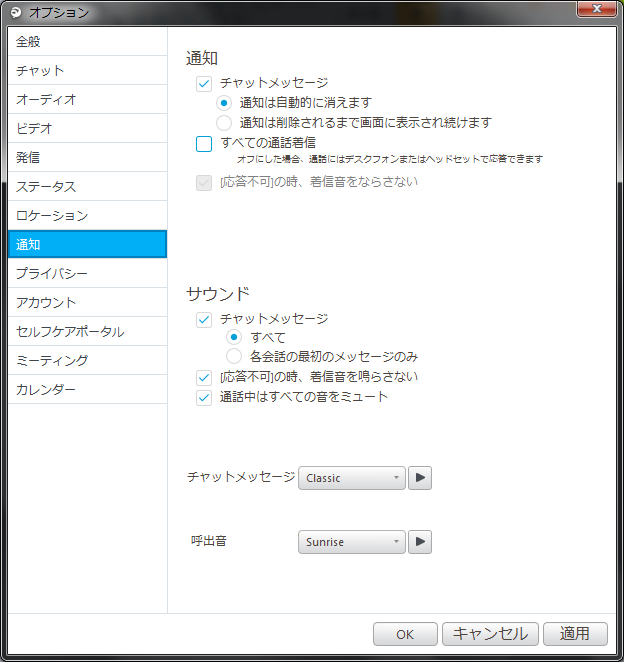 オプション
全般
チャット
オーディオ
ビデオ
発信
ステータス
ロケーション
通知
プライバシー
アカウント
セルフケアポータル
ミーティング
カレンダー
通知
チャットメッセージ
通知は自動的に消えます
通知は削除されるまで画面に表示され続けます
すべての通話着信
オフにした場合、通話にはデスクフォンまたはヘッドセットで応答できます
[応答不可]の時、着信音をならさない
サウンド
チャットメッセージ
すべて
各会話の最初のメッセージのみ
[応答不可]の時、着信音を鳴らさない
通話中はすべての音をミュート
チャットメッセージ Classic
呼出音 Sunrise
OK キャンセル 適用